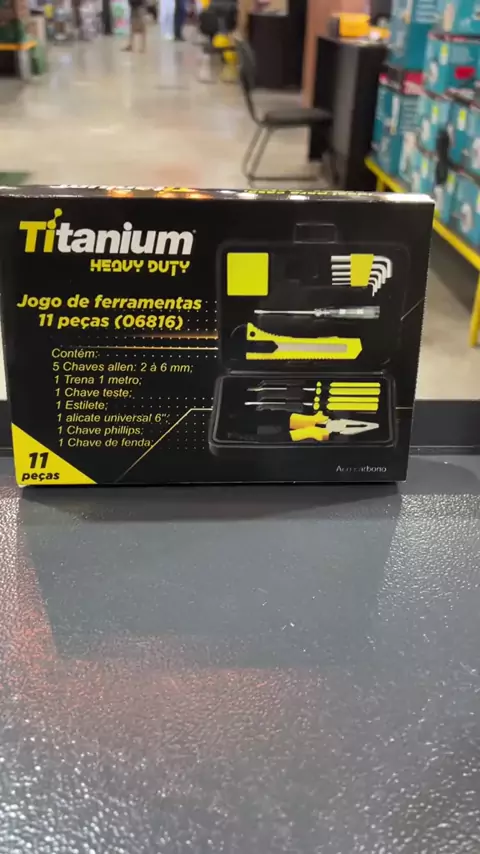 Titanium
HEAVY DUTY
Jogo de ferramentas
11 peças (06816)
Contém:
5 Chaves allen: 2 à 6 mm;
1 Trena 1 metro;
1 Chave teste;
1 Estilete;
1 alicate universal 6";
1 Chave phillips;
1 Chave de fenda;
11
peças
Aço carbono